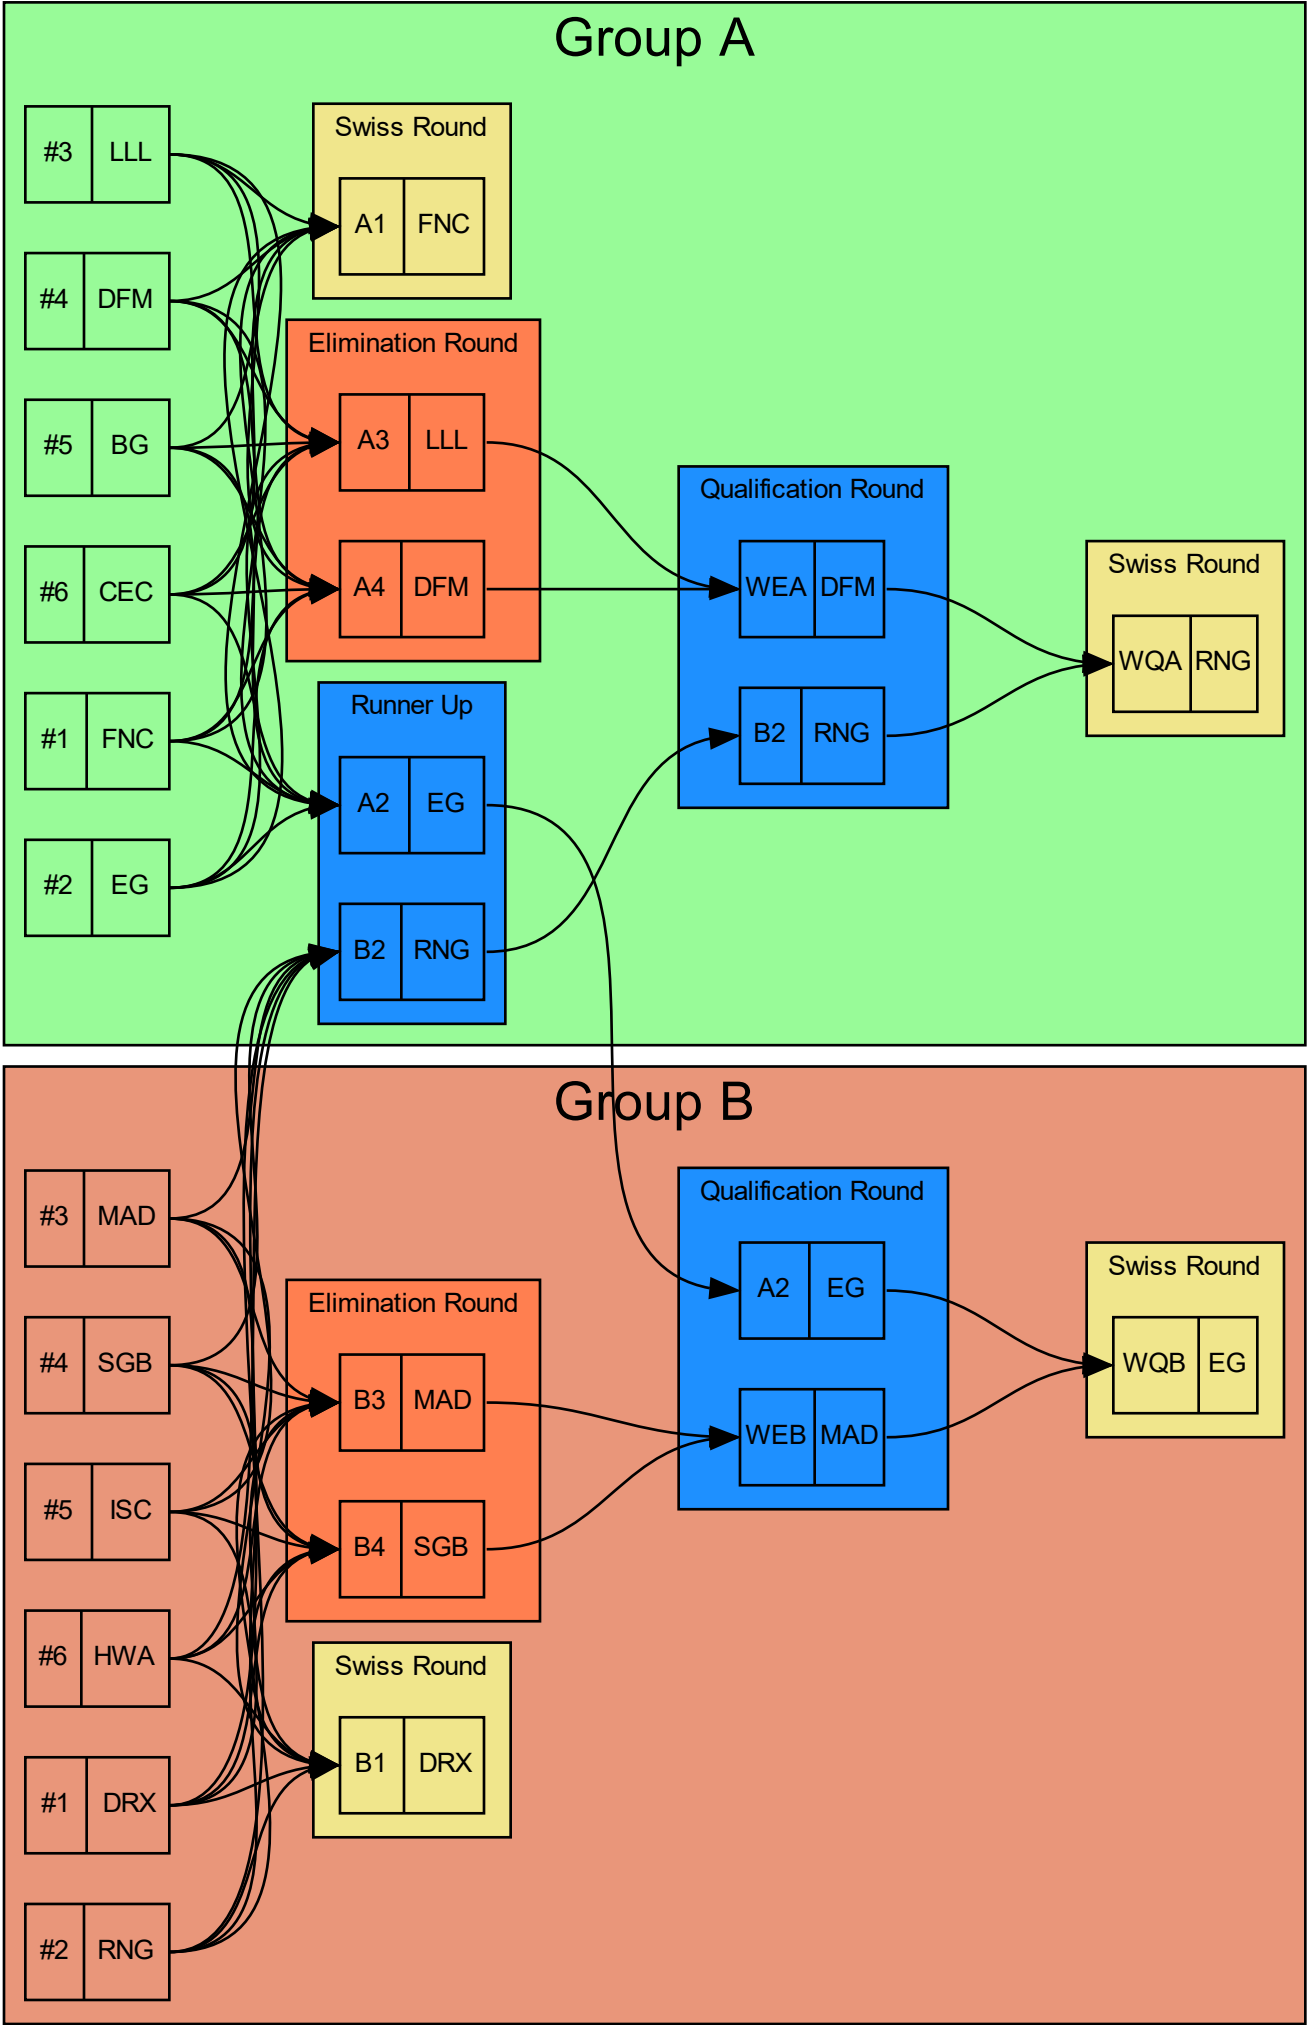 Group A
#3 LLL
#4 DFM
#5 BG
#6 CEC
#1 FNC
#2 EG
Swiss Round
A1 FNC
Elimination Round
A3 LLL
A4 DFM
Runner Up
A2 EG
B2 RNG
Qualification Round
WEA DFM
B2 RNG
Swiss Round
WQA RNG
Group B
#3 MAD
#4 SGB
#5 ISC
#6 HWA
#1 DRX
#2 RNG
Elimination Round
B3 MAD
B4 SGB
Swiss Round
B1 DRX
Qualification Round
A2 EG
WEB MAD
Swiss Round
WQB EG